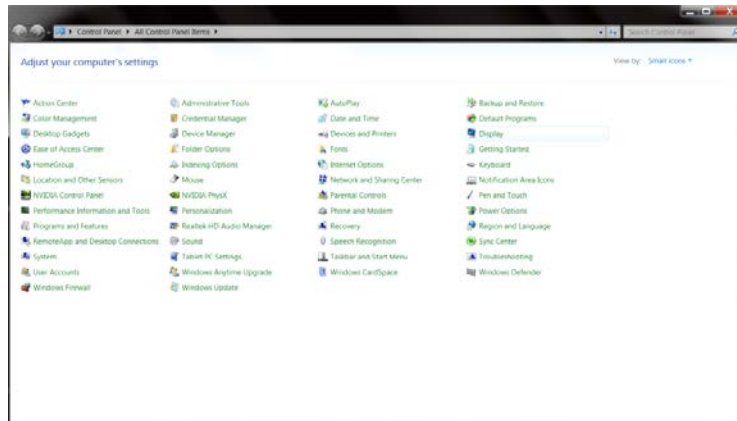 Control Panel ▸ All Control Panel Items ▸
Search Control Panel
Adjust your computer's settings
View by: Small icons
Action Center
Administrative Tools
AutoPlay
Backup and Restore
Color Management
Credential Manager
Date and Time
Default Programs
Desktop Gadgets
Device Manager
Devices and Printers
Display
Ease of Access Center
Folder Options
Fonts
Getting Started
HomeGroup
Indexing Options
Internet Options
Keyboard
Location and Other Sensors
Mouse
Network and Sharing Center
Notification Area Icons
NVIDIA Control Panel
NVIDIA PhysX
Parental Controls
Pen and Touch
Performance Information and Tools
Personalization
Phone and Modem
Power Options
Programs and Features
Realtek HD Audio Manager
Recovery
Region and Language
RemoteApp and Desktop Connections
Sound
Speech Recognition
Sync Center
System
Tablet PC Settings
Taskbar and Start Menu
Troubleshooting
User Accounts
Windows Anytime Upgrade
Windows CardSpace
Windows Defender
Windows Firewall
Windows Update